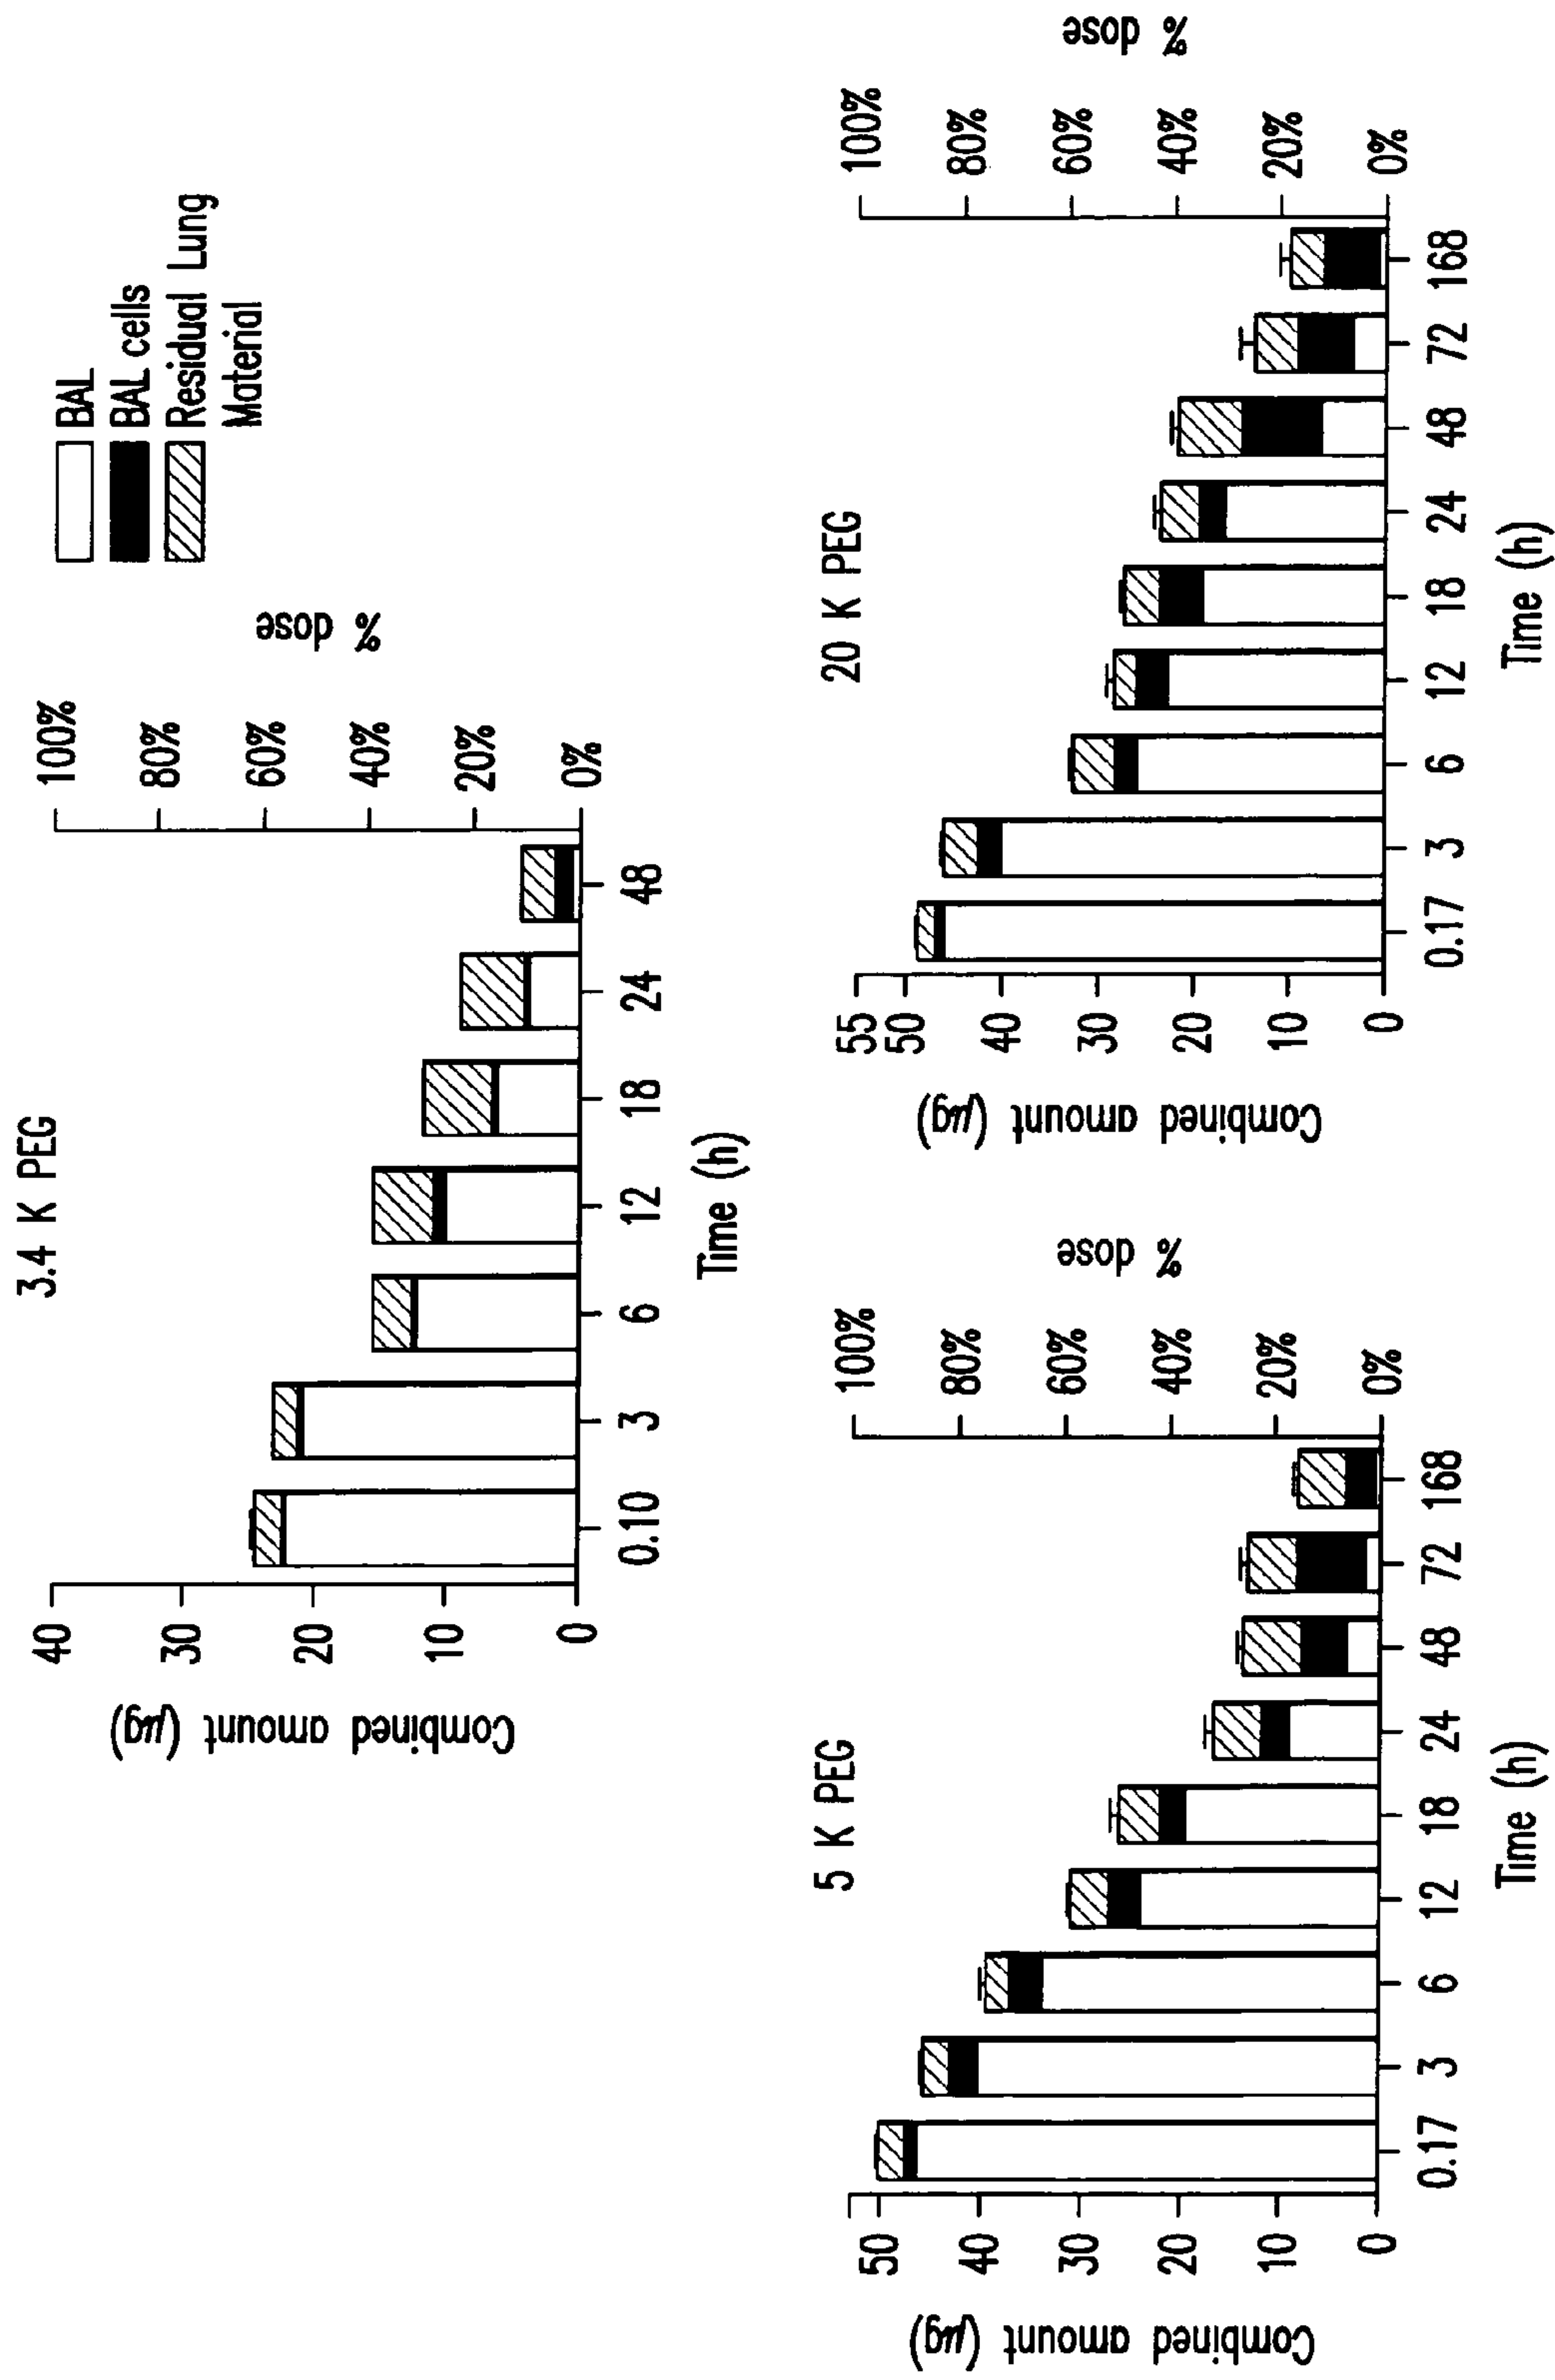 3.4 K PEG
BAL
BAL cells
Residual Lung
Material
Combined amount (μg)
40
30
20
10
0
% dose
100%
80%
60%
40%
20%
0%
0.10 3 6 12 18 24 48
Time (h)
5 K PEG
Combined amount (μg)
50
40
30
20
10
0
% dose
100%
80%
60%
40%
20%
0%
0.17 3 6 12 18 24 48 72 168
Time (h)
20 K PEG
Combined amount (μg)
55
50
40
30
20
10
0
% dose
100%
80%
60%
40%
20%
0%
0.17 3 6 12 18 24 48 72 168
Time (h)